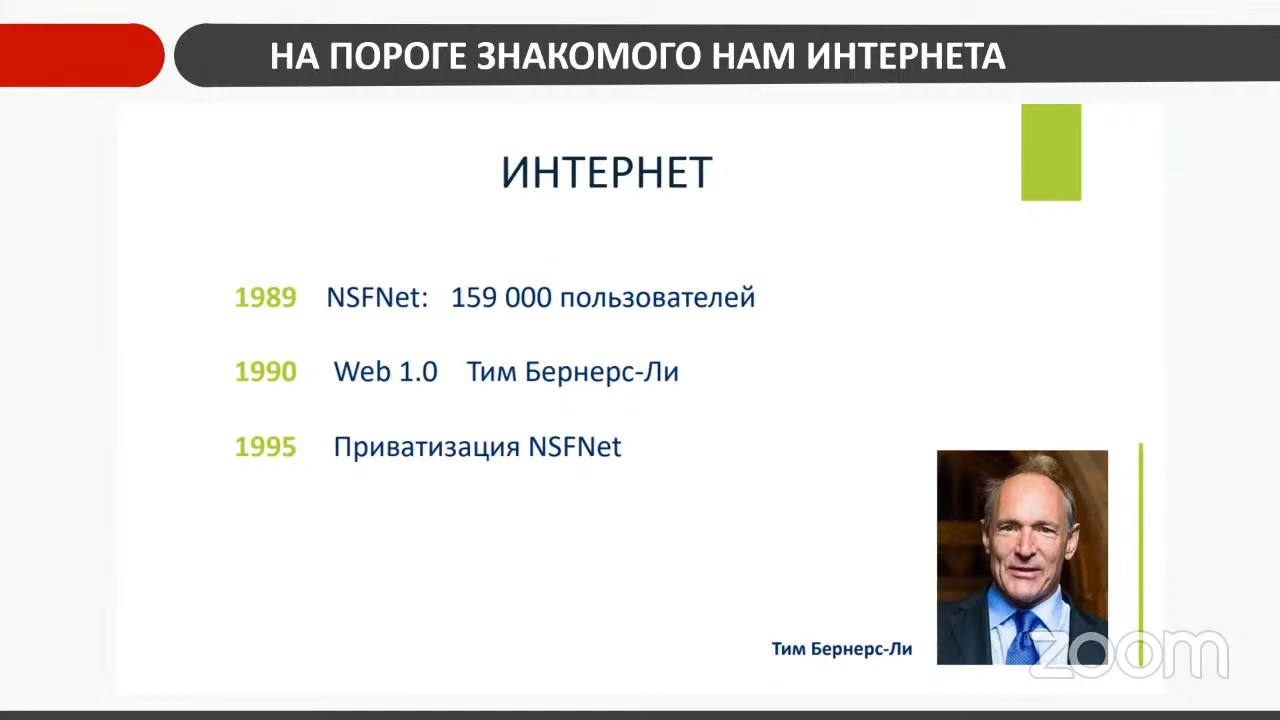 НА ПОРОГЕ ЗНАКОМОГО НАМ ИНТЕРНЕТА
ИНТЕРНЕТ
1989 NSFNet: 159 000 пользователей
1990 Web 1.0 Тим Бернерс-Ли
1995 Приватизация NSFNet
Тим Бернерс-Ли
zoom